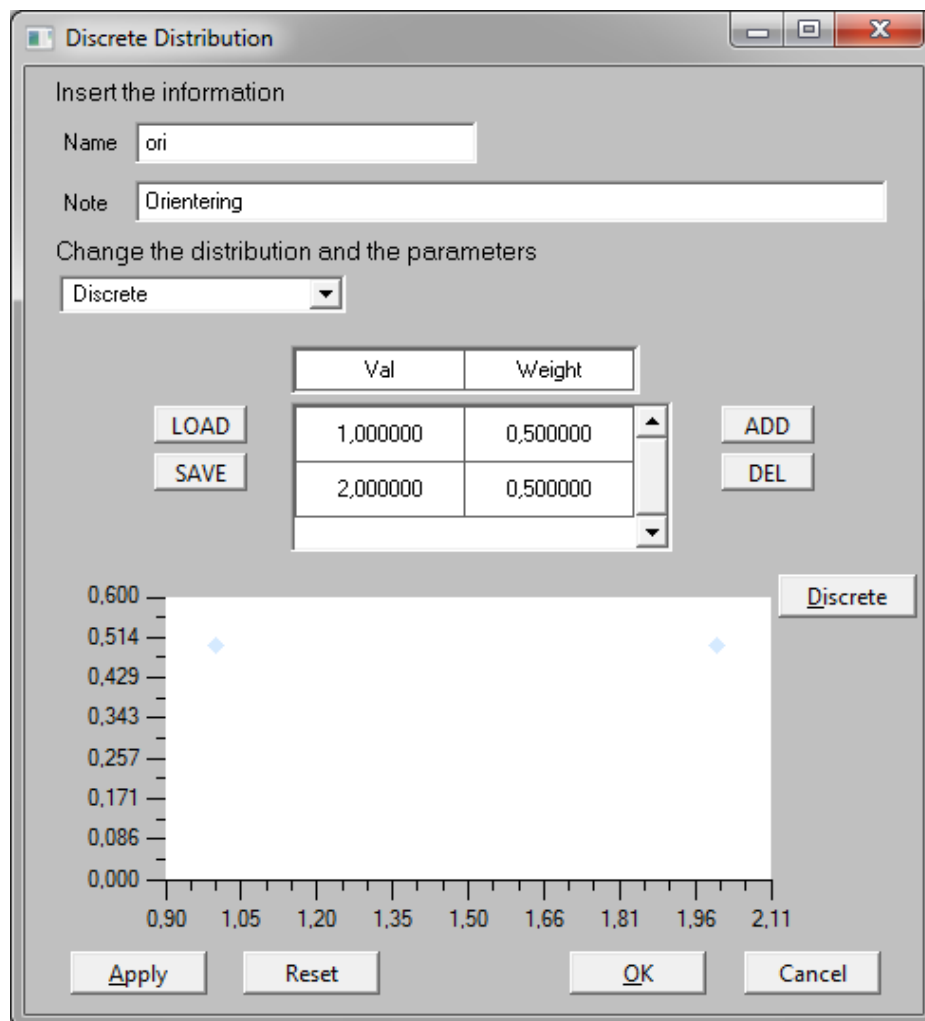 Discrete Distribution
Insert the information
Name ori
Note Orientering
Change the distribution and the parameters
Discrete
Val Weight
LOAD 1,000000 0,500000 ADD
SAVE 2,000000 0,500000 DEL
Discrete
0,600
0,514
0,429
0,343
0,257
0,171
0,086
0,000
0,90 1,05 1,20 1,35 1,50 1,66 1,81 1,96 2,11
Apply Reset OK Cancel